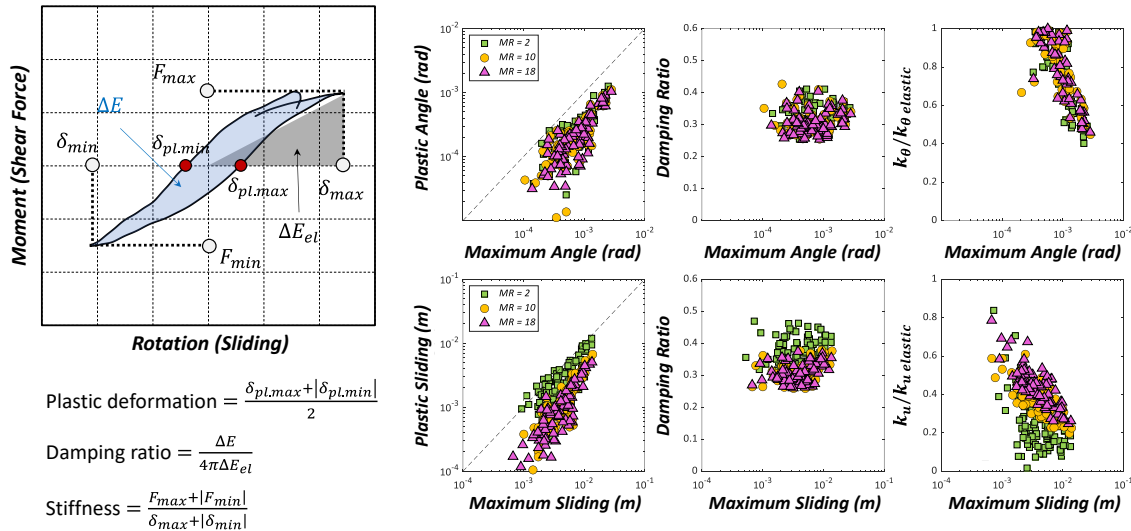 Moment (Shear Force)
Rotation (Sliding)
F_max
ΔE
δ_min
δ_pl.min
δ_pl.max
δ_max
ΔE_el
F_min
Plastic deformation = (δ_pl.max+|δ_pl.min|)/2
Damping ratio = ΔE/(4πΔE_el)
Stiffness = (F_max+|F_min|)/(δ_max+|δ_min|)
Plastic Angle (rad)
10^-2
10^-3
10^-4
MR = 2
MR = 10
MR = 18
10^-4 10^-3 10^-2
Maximum Angle (rad)
Damping Ratio
0.6
0.5
0.4
0.3
0.2
0.1
0
10^-5 10^-4 10^-3 10^-2
Maximum Angle (rad)
k_θ/k_θ elastic
1
0.8
0.6
0.4
0.2
0
10^-5 10^-4 10^-3 10^-2
Maximum Angle (rad)
Plastic Sliding (m)
10^-1
10^-2
10^-3
10^-4
MR = 2
MR = 10
MR = 18
10^-4 10^-3 10^-2 10^-1
Maximum Sliding (m)
Damping Ratio
0.6
0.5
0.4
0.3
0.2
0.1
0
10^-4 10^-3 10^-2 10^-1
Maximum Sliding (m)
k_u/k_u elastic
1
0.8
0.6
0.4
0.2
0
10^-4 10^-3 10^-2 10^-1
Maximum Sliding (m)